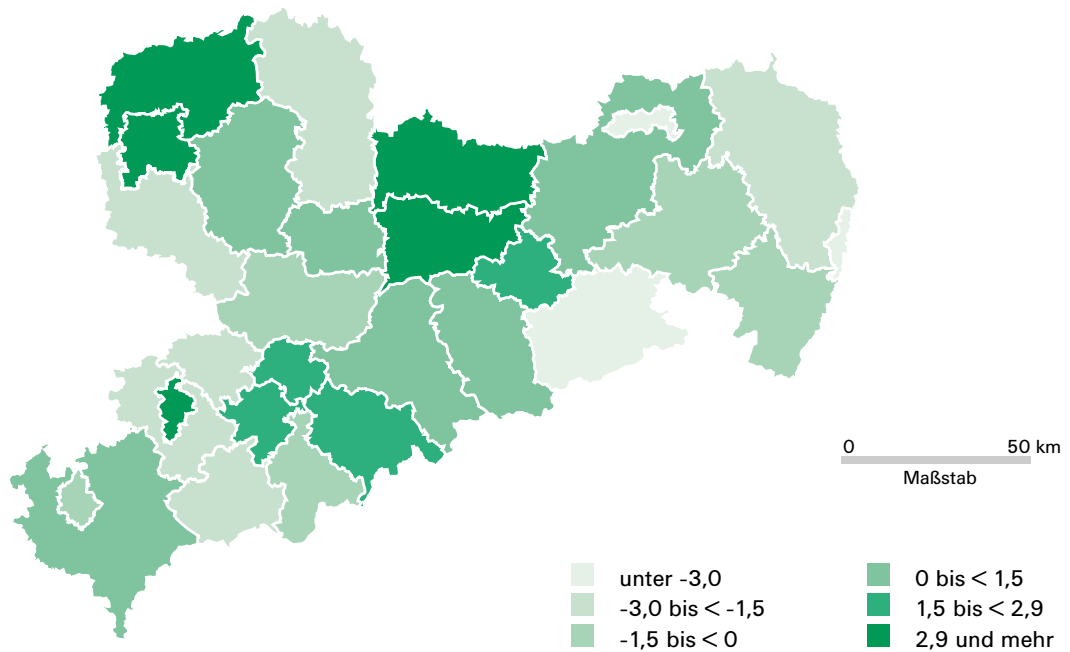 0 50 km
Maßstab
unter -3,0
-3,0 bis < -1,5
-1,5 bis < 0
0 bis < 1,5
1,5 bis < 2,9
2,9 und mehr